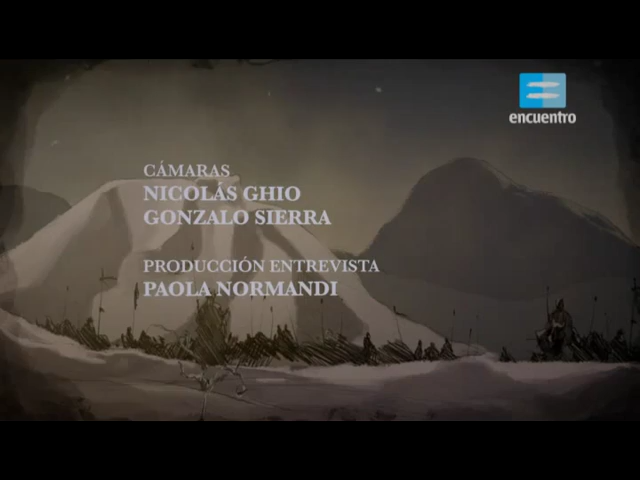 encuentro
CÁMARAS
NICOLÁS GHIO
GONZALO SIERRA
PRODUCCIÓN ENTREVISTA
PAOLA NORMANDI